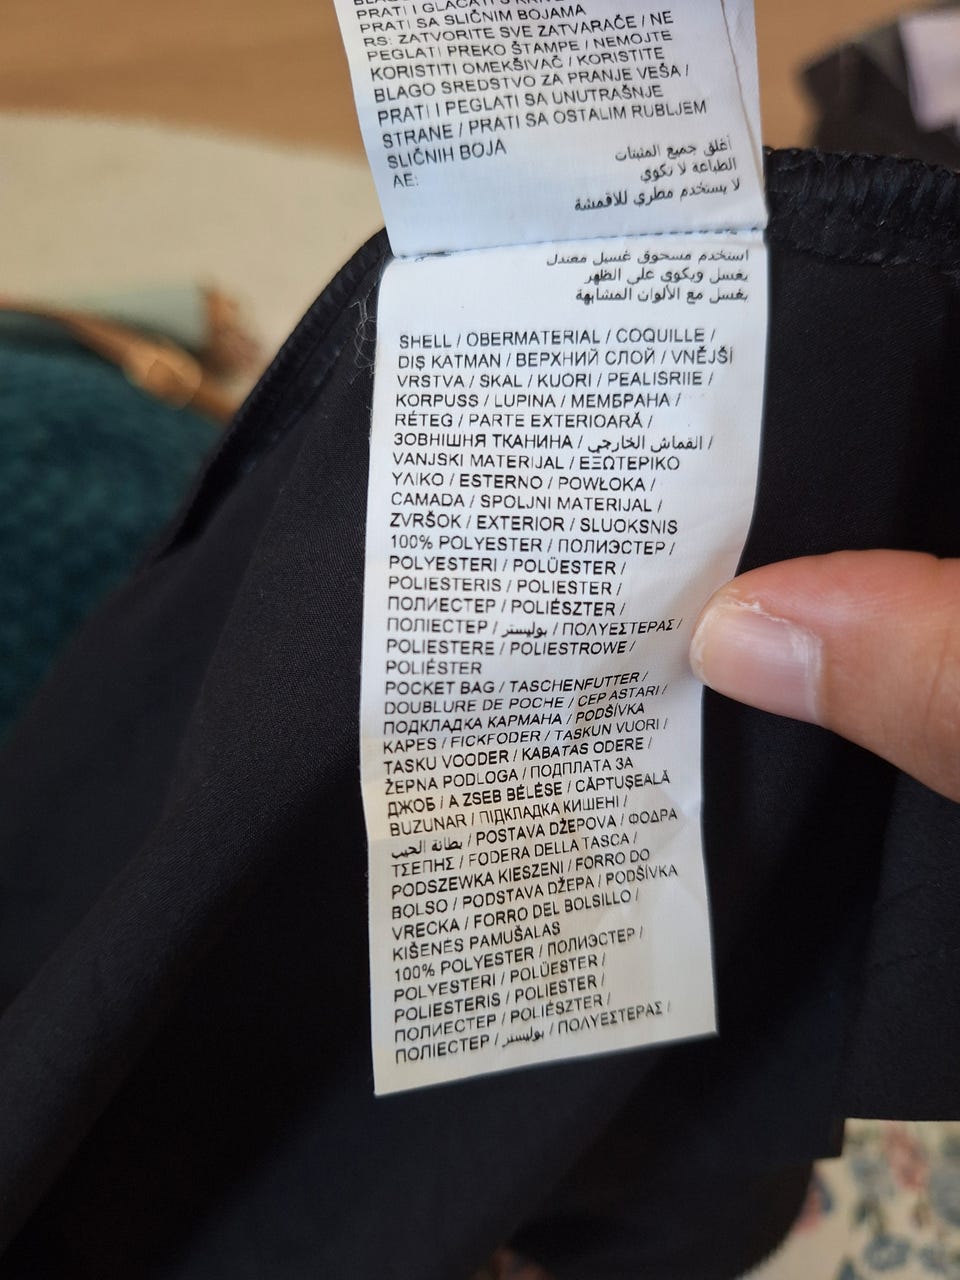 PRATI I GLAČATI S
PRATI SA SLIČNIM BOJAMA
RS: ZATVORITE SVE ZATVARAČE / NE
PEGLATI PREKO ŠTAMPE / NEMOJTE
KORISTITI OMEKŠIVAČ / KORISTITE
BLAGO SREDSTVO ZA PRANJE VEŠA /
PRATI I PEGLATI SA UNUTRAŠNJE
STRANE / PRATI SA OSTALIM RUBLJEM
SLIČNIH BOJA
AE:
أغلق جميع المثبتات
الطباعة لا تكوي
لا يستخدم مطري للاقمشة
استخدم مسحوق غسيل معتدل
يغسل ويكوى على الظهر
يغسل مع الألوان المشابهة
SHELL / OBERMATERIAL / COQUILLE /
DIŞ KATMAN / ВЕРХНИЙ СЛОЙ / VNĚJŠÍ
VRSTVA / SKAL / KUORI / PEALISRIIE /
KORPUSS / LUPINA / МЕМБРАНА /
RÉTEG / PARTE EXTERIOARĂ /
ЗОВНІШНЯ ТКАНИНА / القماش الخارجي /
VANJSKI MATERIJAL / ΕΞΩΤΕΡΙΚΟ
ΥΛΙΚΟ / ESTERNO / POWŁOKA /
CAMADA / SPOLJNI MATERIJAL /
ZVRŠOK / EXTERIOR / SLUOKSNIS
100% POLYESTER / ПОЛИЭСТЕР /
POLYESTERI / POLÜESTER /
POLIESTERIS / POLIESTER /
ПОЛИЕСТЕР / POLIÉSZTER /
ПОЛІЕСТЕР / بوليستر / ΠΟΛΥΕΣΤΕΡΑΣ /
POLIESTERE / POLIESTROWE /
POLIÉSTER
POCKET BAG / TASCHENFUTTER /
DOUBLURE DE POCHE / CEP ASTARI /
ПОДКЛАДКА КАРМАНА / PODŠÍVKA
KAPES / FICKFODER / TASKUN VUORI /
TASKU VOODER / KABATAS ODERE /
ŽEPNA PODLOGA / ПОДПЛАТА ЗА
ДЖОБ / A ZSEB BÉLÉSE / CĂPTUŞEALĂ
BUZUNAR / ПІДКЛАДКА КИШЕНІ /
بطانة الجيب / POSTAVA DŽEPOVA / ΦΟΔΡΑ
ΤΣΕΠΗΣ / FODERA DELLA TASCA /
PODSZEWKA KIESZENI / FORRO DO
BOLSO / PODSTAVA DŽEPA / PODŠÍVKA
VRECKA / FORRO DEL BOLSILLO /
KIŠENĖS PAMUŠALAS
100% POLYESTER / ПОЛИЭСТЕР /
POLYESTERI / POLÜESTER /
POLIESTERIS / POLIESTER /
ПОЛИЕСТЕР / POLIÉSZTER /
ПОЛІЕСТЕР / بوليستر / ΠΟΛΥΕΣΤΕΡΑΣ /